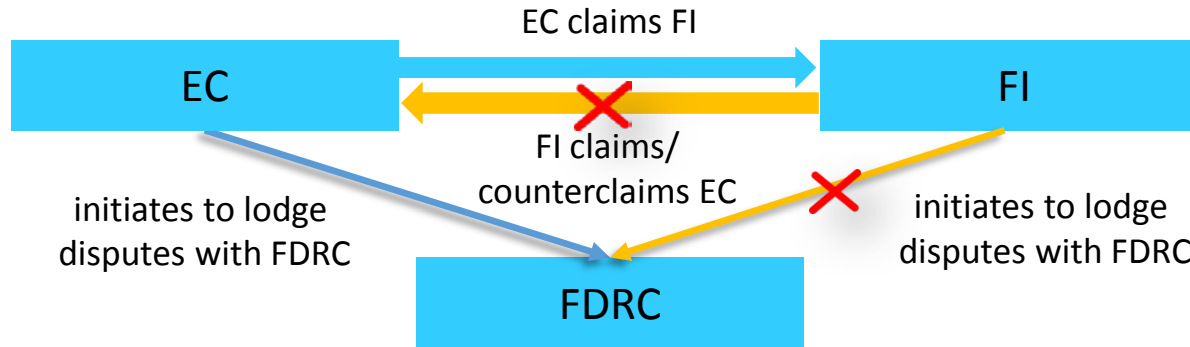 EC claims FI
EC
FI
FI claims/
counterclaims EC
initiates to lodge
disputes with FDRC
initiates to lodge
disputes with FDRC
FDRC